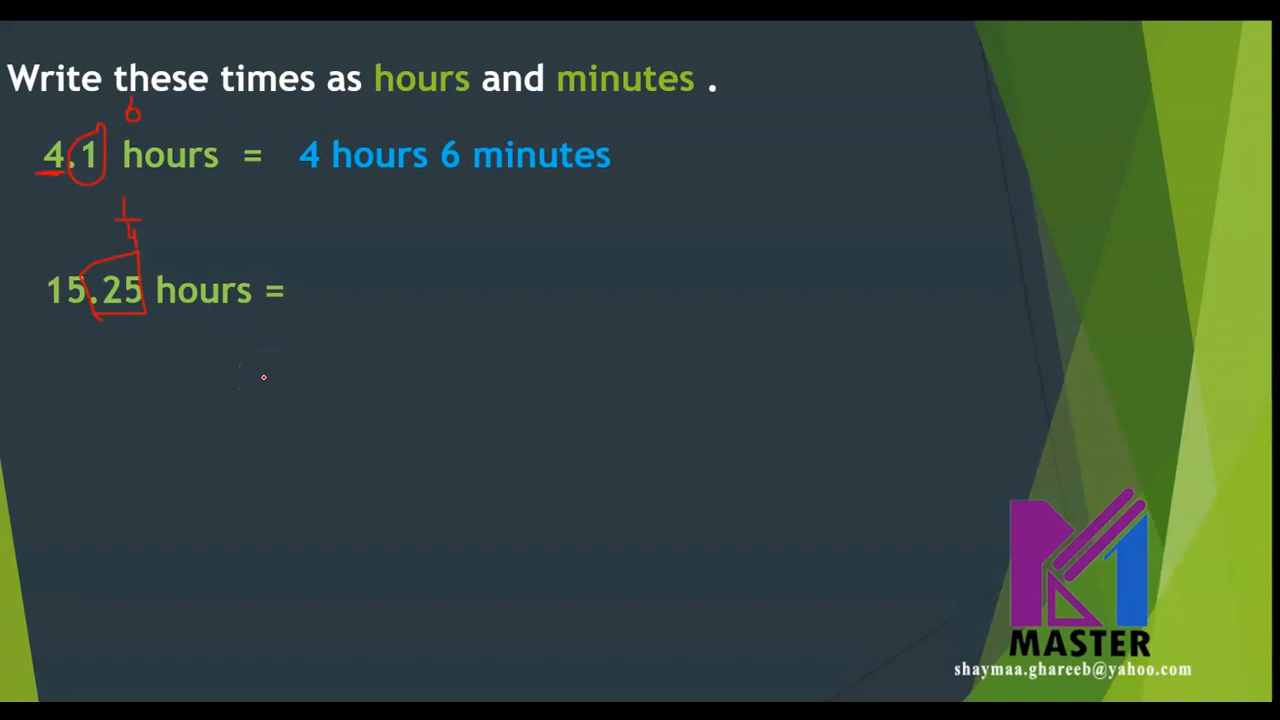 Write these times as hours and minutes .
6
4.1 hours = 4 hours 6 minutes
1/4
15.25 hours =
M1
MASTER
shaymaa.ghareeb@yahoo.com